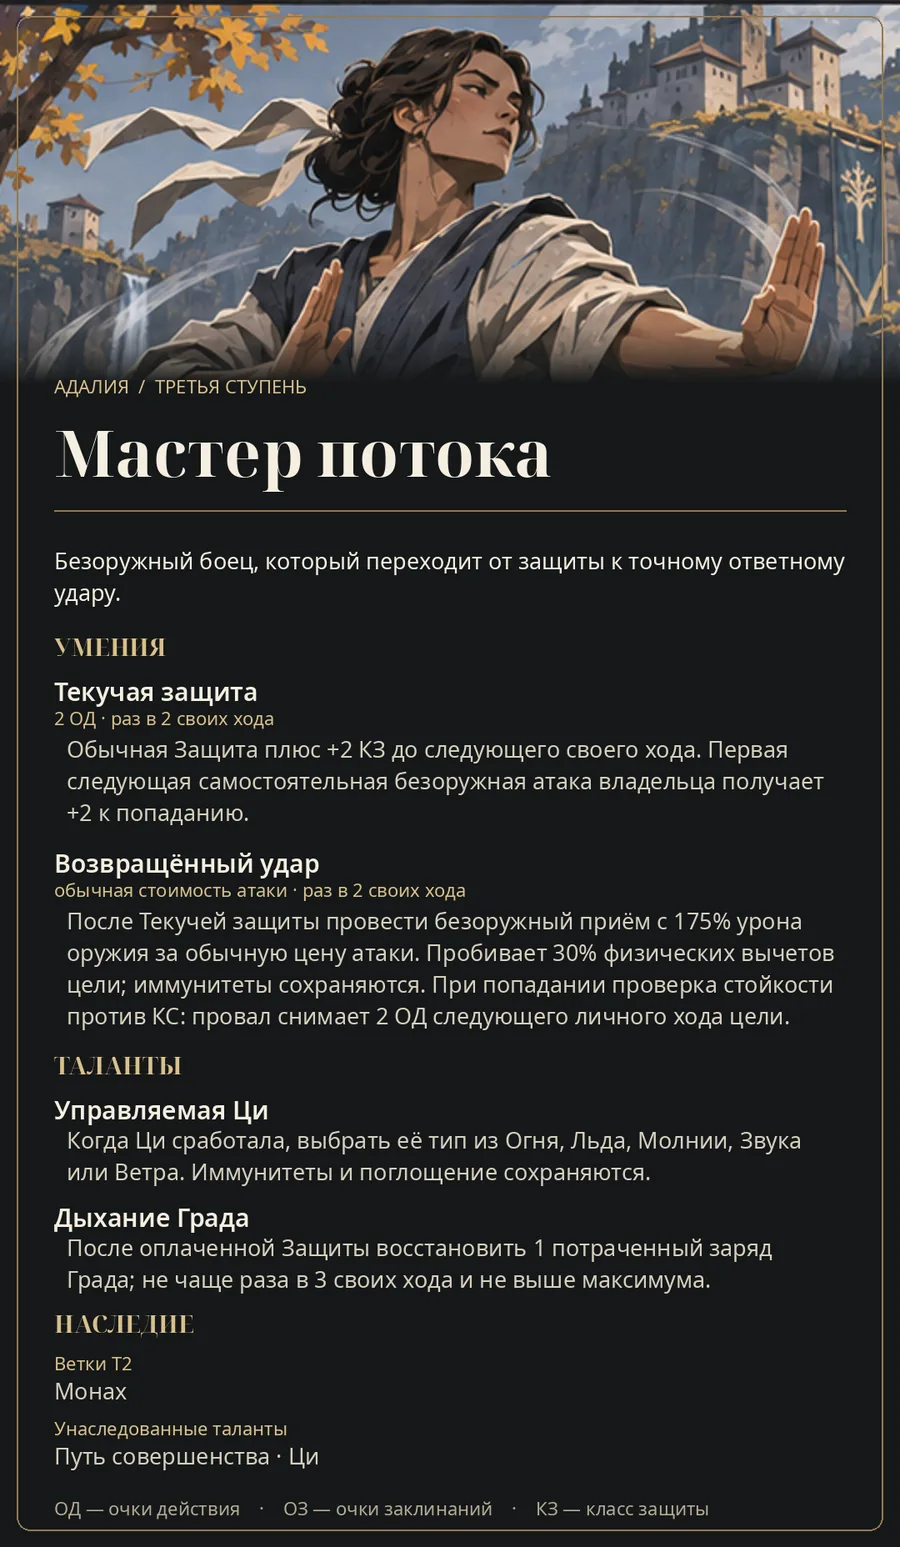 АДАЛИЯ / ТРЕТЬЯ СТУПЕНЬ
Мастер потока
Безоружный боец, который переходит от защиты к точному ответному
удару.
УМЕНИЯ
Текучая защита
2 ОД · раз в 2 своих хода
Обычная Защита плюс +2 КЗ до следующего своего хода. Первая
следующая самостоятельная безоружная атака владельца получает
+2 к попаданию.
Возвращённый удар
обычная стоимость атаки · раз в 2 своих хода
После Текучей защиты провести безоружный приём с 175% урона
оружия за обычную цену атаки. Пробивает 30% физических вычетов
цели; иммунитеты сохраняются. При попадании проверка стойкости
против КС: провал снимает 2 ОД следующего личного хода цели.
ТАЛАНТЫ
Управляемая Ци
Когда Ци сработала, выбрать её тип из Огня, Льда, Молнии, Звука
или Ветра. Иммунитеты и поглощение сохраняются.
Дыхание Града
После оплаченной Защиты восстановить 1 потраченный заряд
Града; не чаще раза в 3 своих хода и не выше максимума.
НАСЛЕДИЕ
Ветки Т2
Монах
Унаследованные таланты
Путь совершенства · Ци
ОД — очки действия · ОЗ — очки заклинаний · КЗ — класс защиты